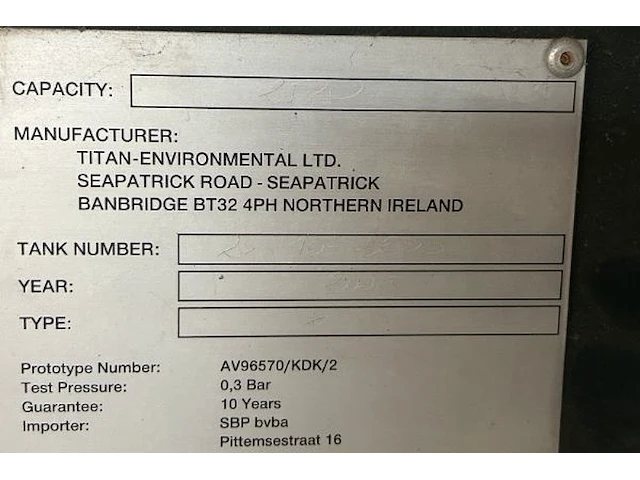 CAPACITY:
MANUFACTURER:
TITAN-ENVIRONMENTAL LTD.
SEAPATRICK ROAD - SEAPATRICK
BANBRIDGE BT32 4PH NORTHERN IRELAND
TANK NUMBER:
YEAR:
TYPE:
Prototype Number: AV96570/KDK/2
Test Pressure: 0,3 Bar
Guarantee: 10 Years
Importer: SBP bvba
Pittemsestraat 16